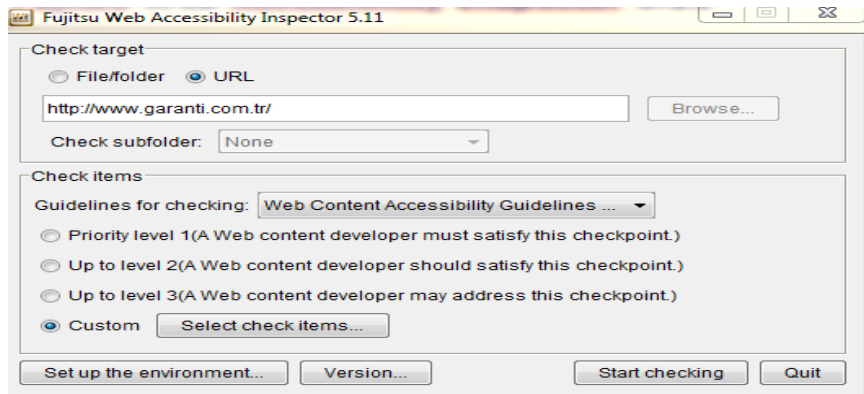 Fujitsu Web Accessibility Inspector 5.11
Check target
File/folder URL
http://www.garanti.com.tr/ Browse...
Check subfolder: None
Check items
Guidelines for checking: Web Content Accessibility Guidelines ...
Priority level 1(A Web content developer must satisfy this checkpoint.)
Up to level 2(A Web content developer should satisfy this checkpoint.)
Up to level 3(A Web content developer may address this checkpoint.)
Custom Select check items...
Set up the environment... Version... Start checking Quit